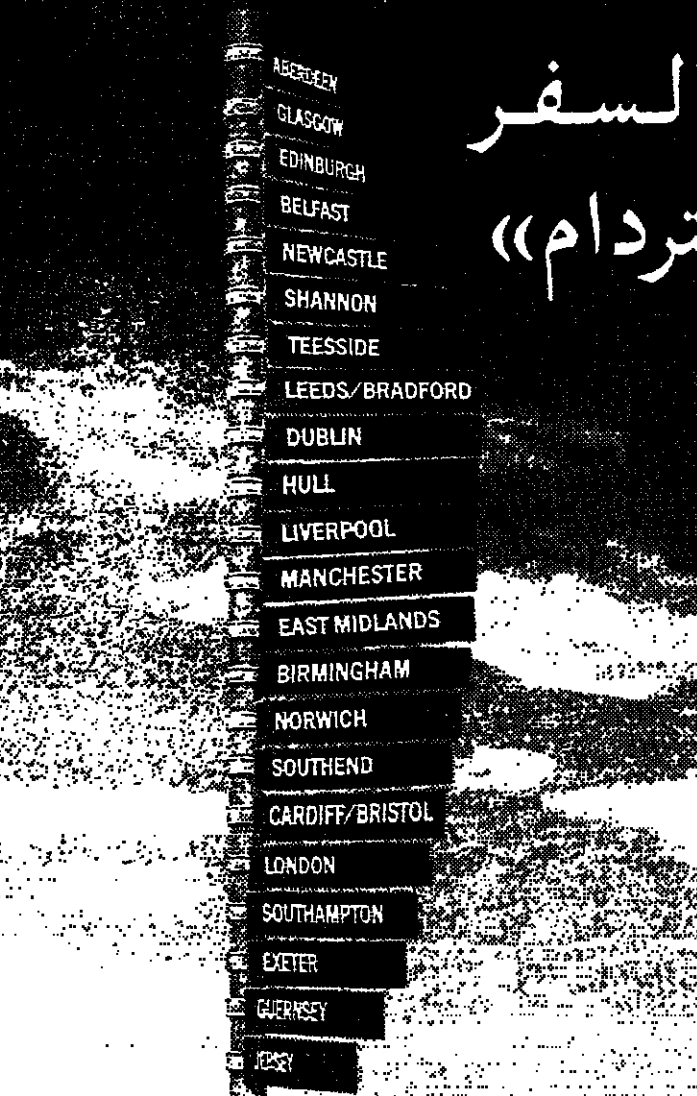 لسفر
تردام»
ABERDEEN
GLASGOW
EDINBURGH
BELFAST
NEWCASTLE
SHANNON
TEESSIDE
LEEDS/BRADFORD
DUBLIN
HULL
LIVERPOOL
MANCHESTER
EAST MIDLANDS
BIRMINGHAM
NORWICH
SOUTHEND
CARDIFF/BRISTOL
LONDON
SOUTHAMPTON
EXETER
GUERNSEY
JERSEY